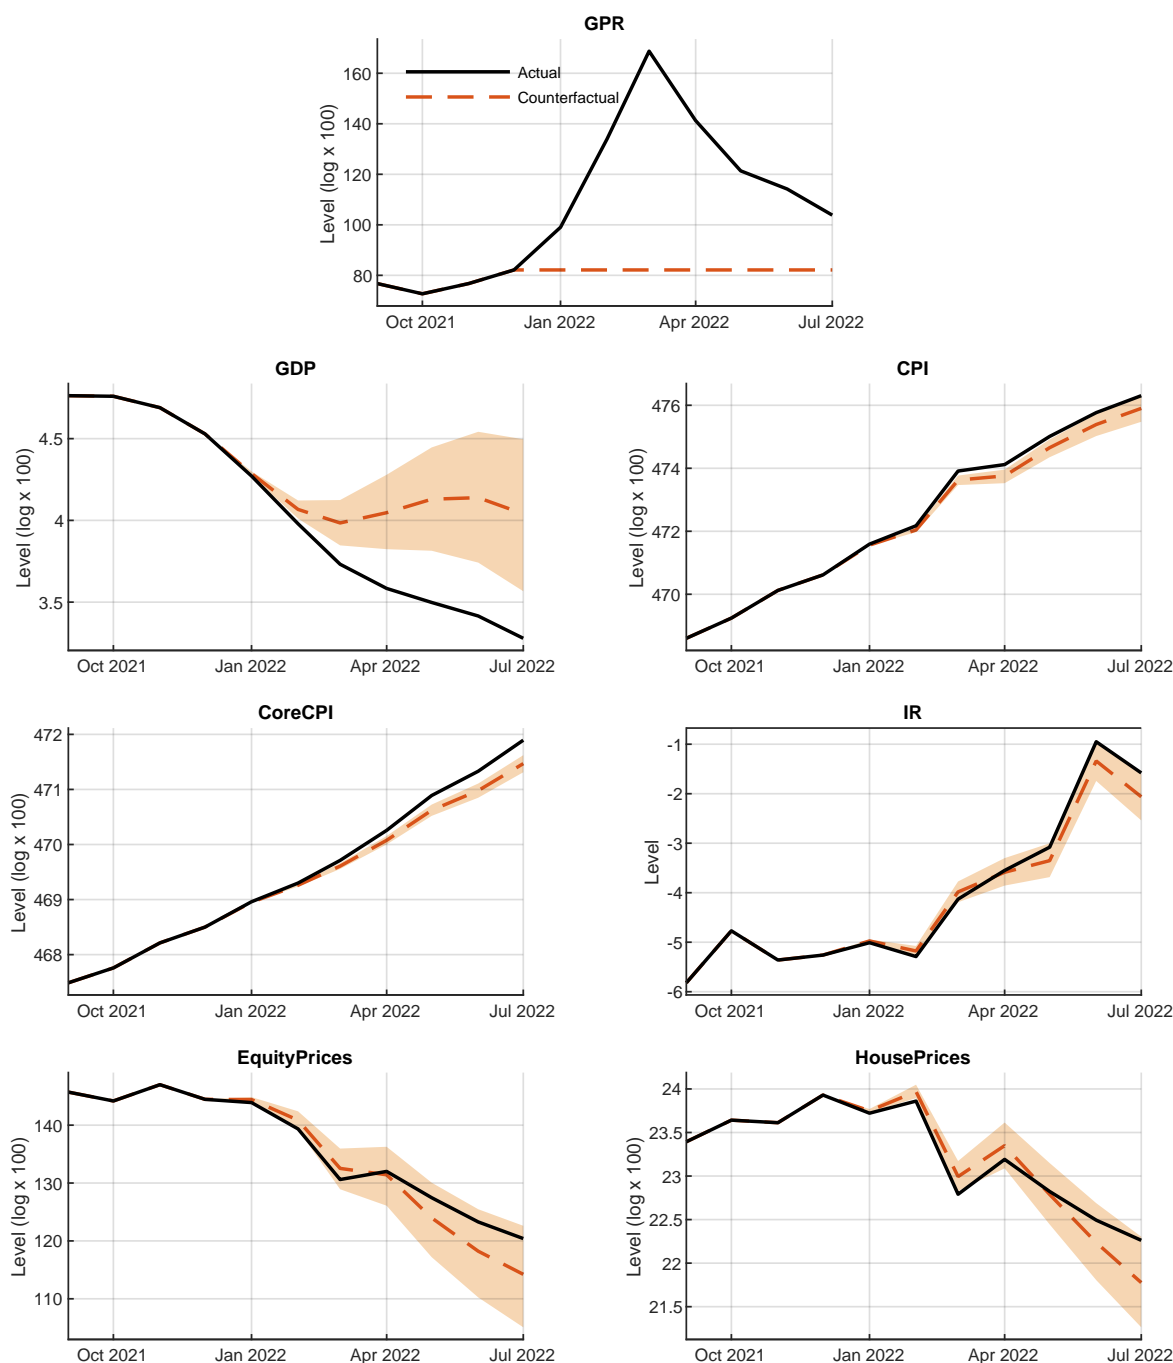 GPR
Level (log x 100)
160
140
120
100
80
Actual
Counterfactual
Oct 2021 Jan 2022 Apr 2022 Jul 2022
GDP
Level (log x 100)
4.5
4
3.5
Oct 2021 Jan 2022 Apr 2022 Jul 2022
CPI
Level (log x 100)
476
474
472
470
Oct 2021 Jan 2022 Apr 2022 Jul 2022
CoreCPI
Level (log x 100)
472
471
470
469
468
Oct 2021 Jan 2022 Apr 2022 Jul 2022
IR
Level
-1
-2
-3
-4
-5
-6
Oct 2021 Jan 2022 Apr 2022 Jul 2022
EquityPrices
Level (log x 100)
140
130
120
110
Oct 2021 Jan 2022 Apr 2022 Jul 2022
HousePrices
Level (log x 100)
24
23.5
23
22.5
22
21.5
Oct 2021 Jan 2022 Apr 2022 Jul 2022